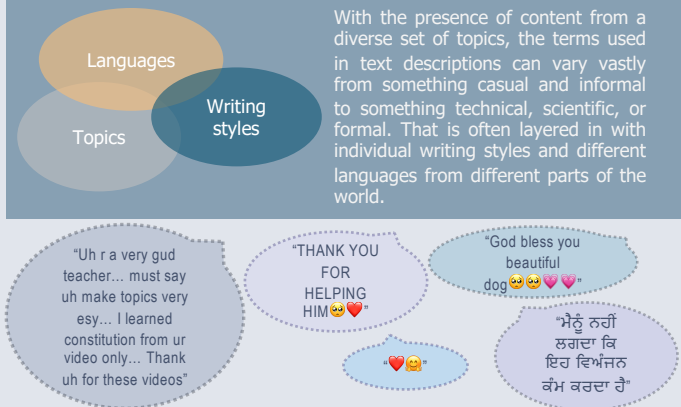 Languages
Topics
Writing
styles
With the presence of content from a
diverse set of topics, the terms used
in text descriptions can vary vastly
from something casual and informal
to something technical, scientific, or
formal. That is often layered in with
individual writing styles and different
languages from different parts of the
world.
“Uh r a very gud
teacher... must say
uh make topics very
esy... I learned
constitution from ur
video only... Thank
uh for these videos”
“THANK YOU
FOR
HELPING
HIM🥺❤️”
“God bless you
beautiful
dog🥺🥺💗💗”
“❤️🤗”
“ਮੈਨੂੰ ਨਹੀਂ
ਲਗਦਾ ਕਿ
ਇਹ ਵਿਅੰਜਨ
ਕੰਮ ਕਰਦਾ ਹੈ”